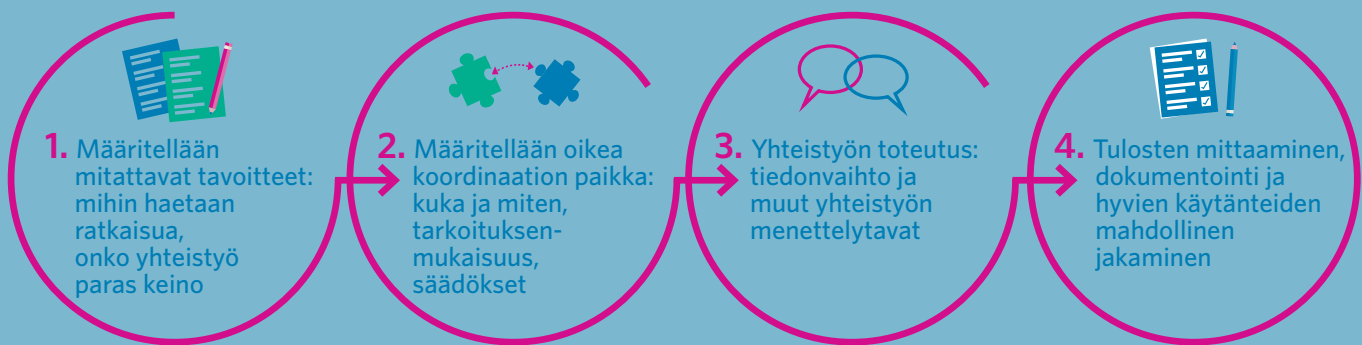 1. Määritellään
mitattavat tavoitteet:
mihin haetaan
ratkaisua,
onko yhteistyö
paras keino
2. Määritellään oikea
koordinaation paikka:
kuka ja miten,
tarkoituksen-
mukaisuus,
säädökset
3. Yhteistyön toteutus:
tiedonvaihto ja
muut yhteistyön
menettelytavat
4. Tulosten mittaaminen,
dokumentointi ja
hyvien käytänteiden
mahdollinen
jakaminen